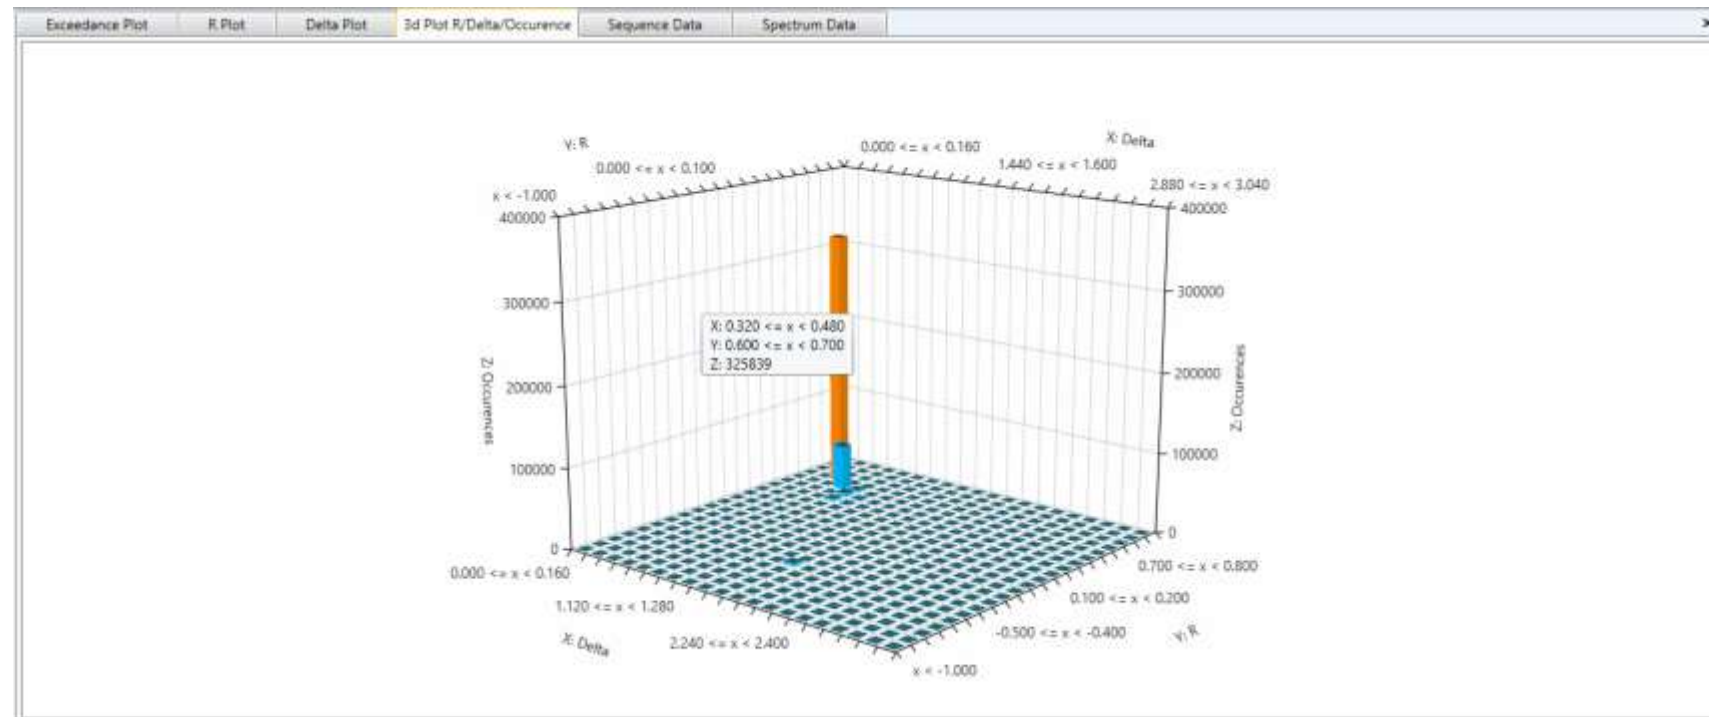 Exceedance Plot R Plot Delta Plot 3d Plot R/Delta/Occurence Sequence Data Spectrum Data
Y: R
X: Delta
0.000 <= x < 0.100
0.000 <= x < 0.160
1.440 <= x < 1.600
2.880 <= x < 3.040
x < -1.000
400000
400000
300000
300000
X: 0.320 <= x < 0.480
Y: 0.600 <= x < 0.700
Z: 325839
Z: Occurences
200000
200000
Z: Occurences
100000
100000
0
0
0.000 <= x < 0.160
0.700 <= x < 0.800
1.120 <= x < 1.280
0.100 <= x < 0.200
X: Delta
2.240 <= x < 2.400
-0.500 <= x < -0.400
Y: R
x < -1.000